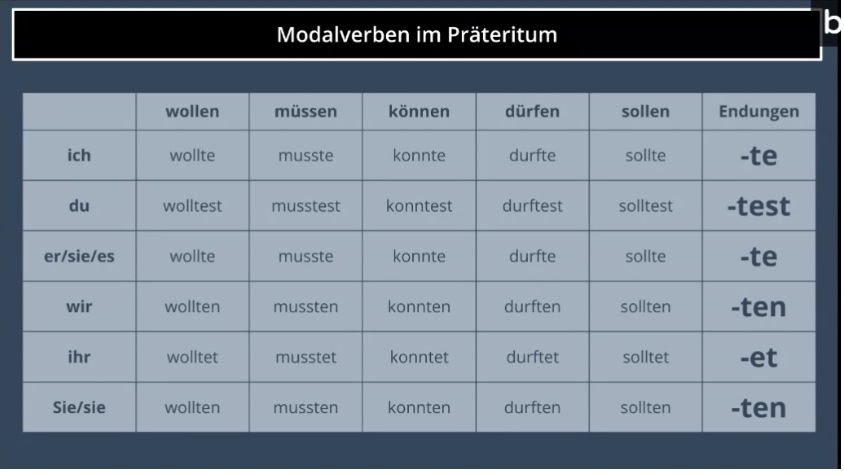 Modalverben im Präteritum
b
wollen müssen können dürfen sollen Endungen
ich wollte musste konnte durfte sollte -te
du wolltest musstest konntest durftest solltest -test
er/sie/es wollte musste konnte durfte sollte -te
wir wollten mussten konnten durften sollten -ten
ihr wolltet musstet konntet durftet solltet -et
Sie/sie wollten mussten konnten durften sollten -ten